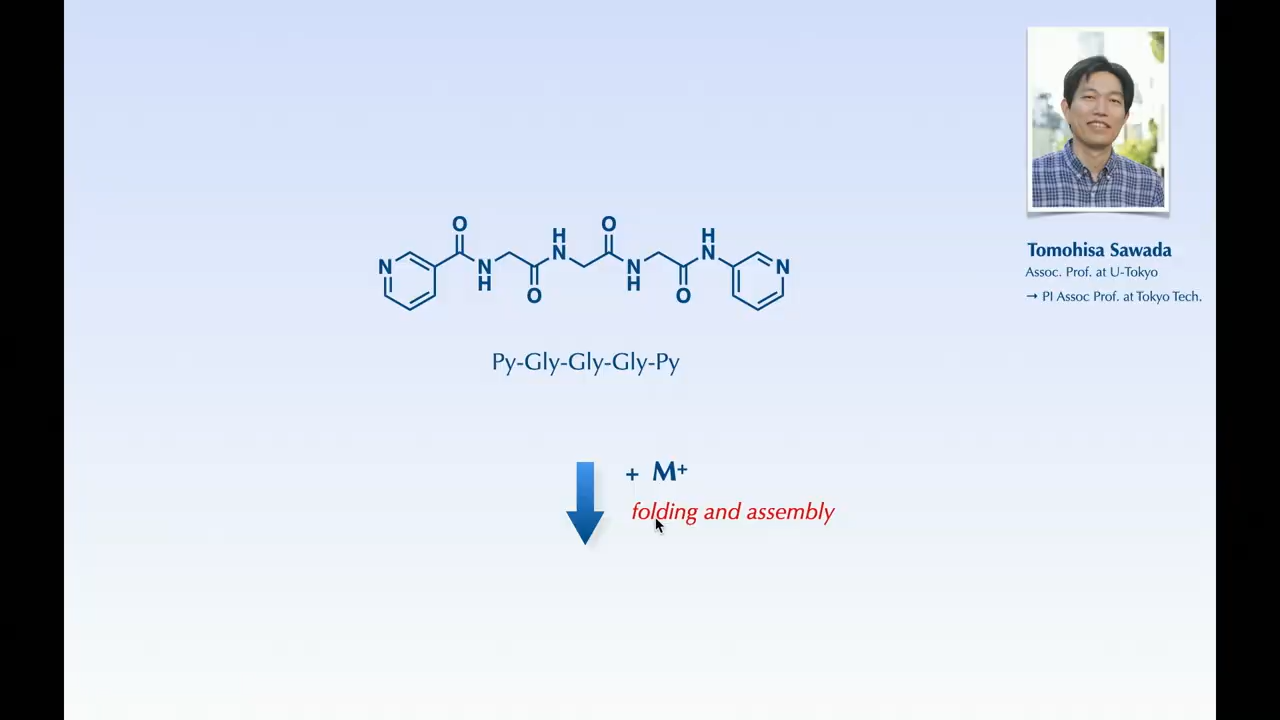 Tomohisa Sawada
Assoc. Prof. at U-Tokyo
→ PI Assoc Prof. at Tokyo Tech.
O
H
N
O
H
N
N
N
H
O
N
H
O
N
Py-Gly-Gly-Gly-Py
+ M+
folding and assembly